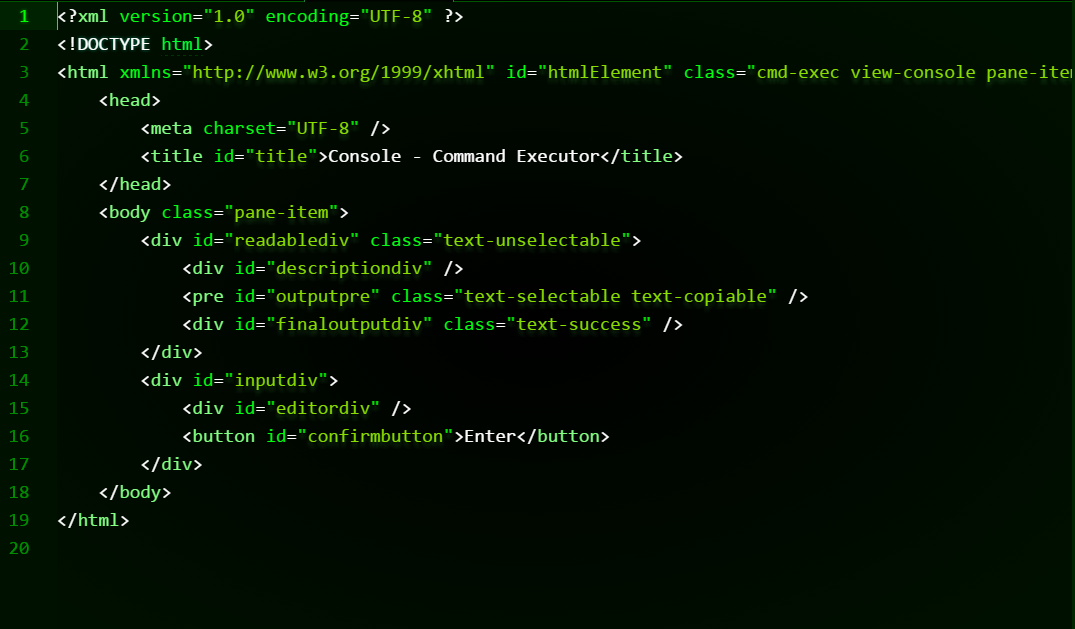 1 <?xml version="1.0" encoding="UTF-8" ?>
2 <!DOCTYPE html>
3 <html xmlns="http://www.w3.org/1999/xhtml" id="htmlElement" class="cmd-exec view-console
4 <head>
5 <meta charset="UTF-8" />
6 <title id="title">Console - Command Executor</title>
7 </head>
8 <body class="pane-item">
9 <div id="readablediv" class="text-unselectable">
10 <div id="descriptiondiv" />
11 <pre id="outputpre" class="text-selectable text-copiable" />
12 <div id="finaloutputdiv" class="text-success" />
13 </div>
14 <div id="inputdiv">
15 <div id="editordiv" />
16 <button id="confirmbutton">Enter</button>
17 </div>
18 </body>
19 </html>
20